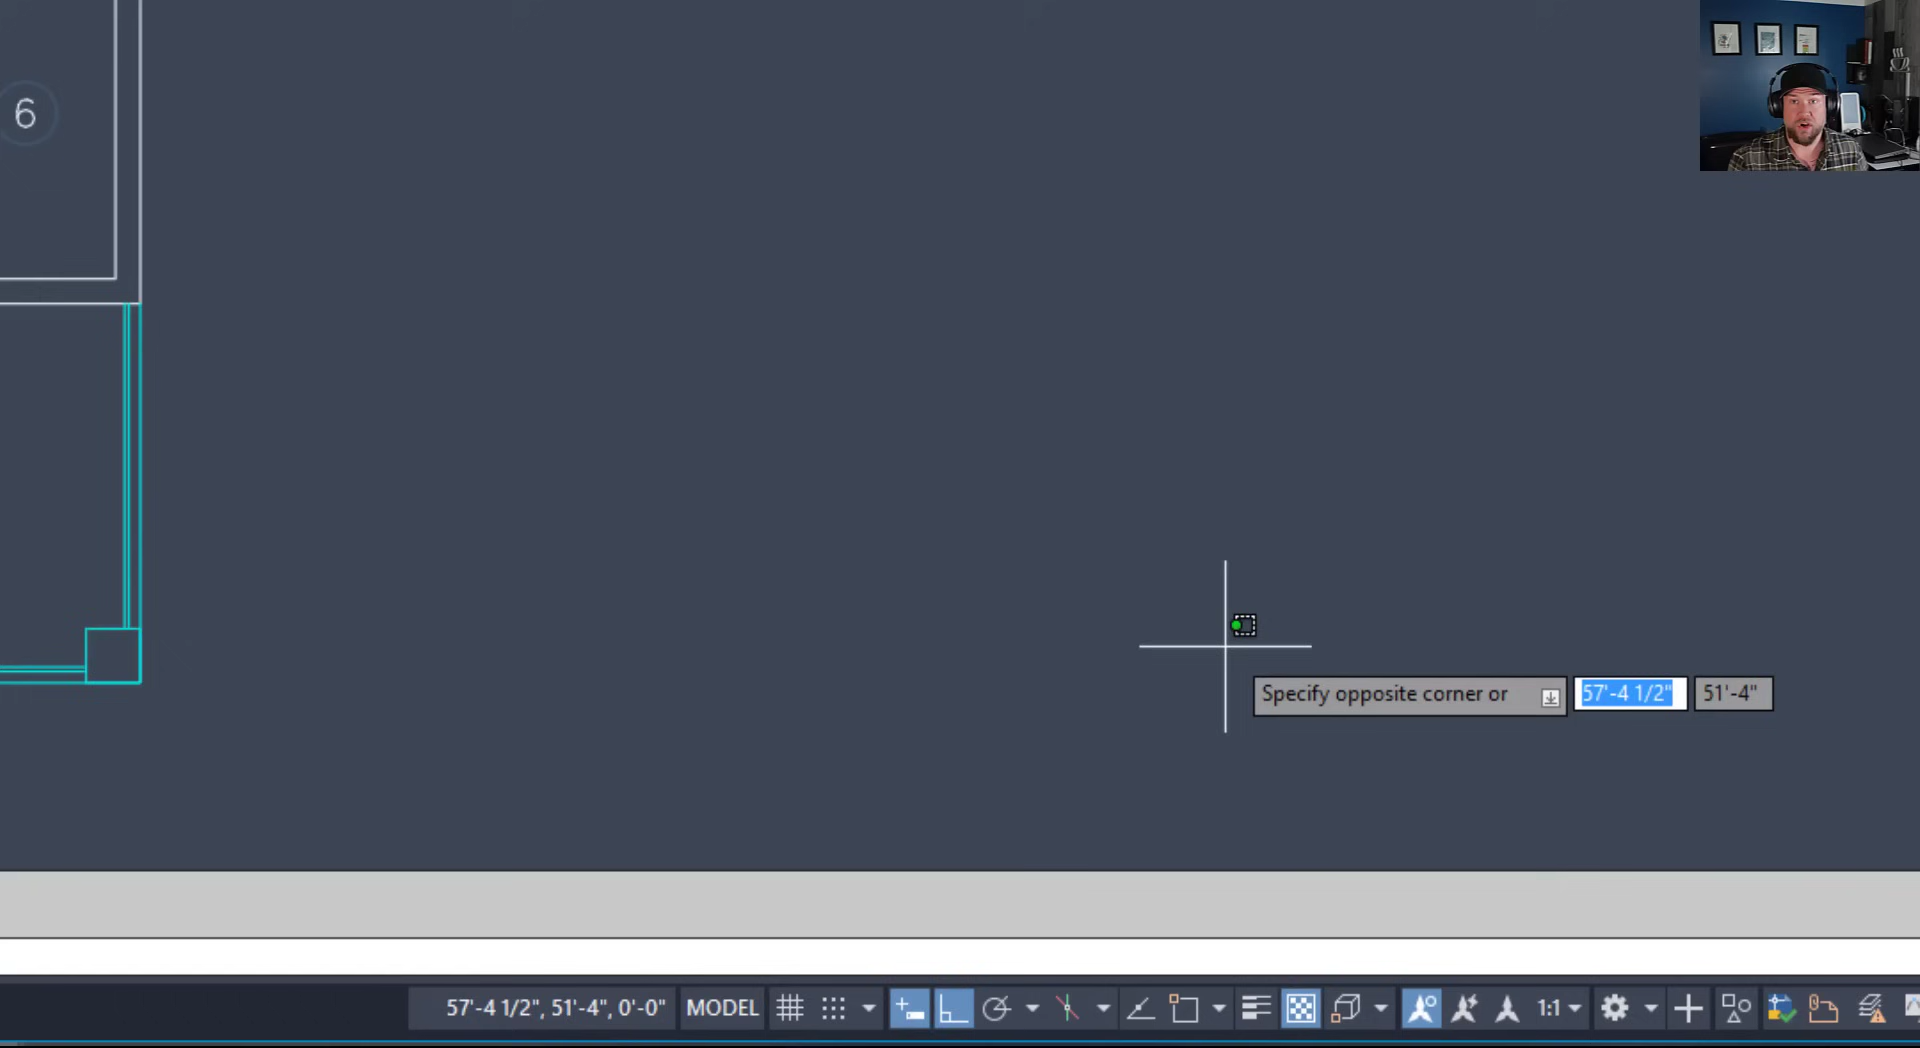 6
Specify opposite corner or 57'-4 1/2" 51'-4"
57'-4 1/2", 51'-4", 0'-0" MODEL 1:1